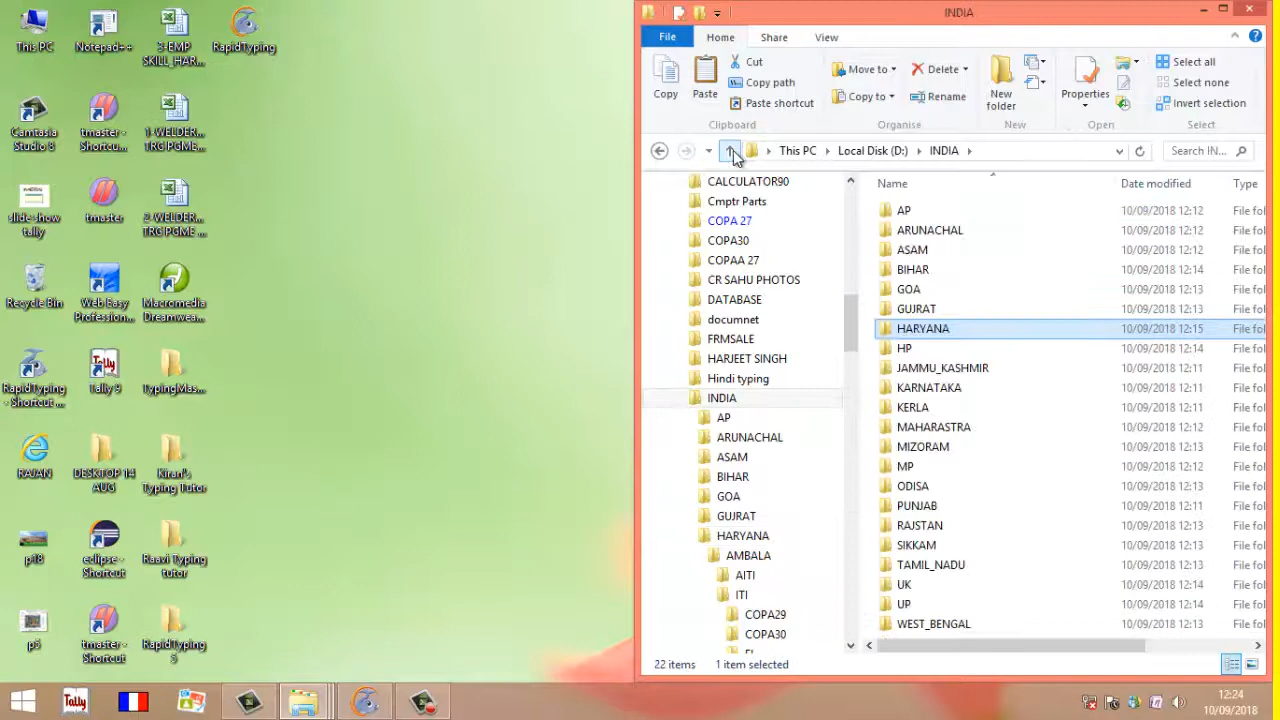 This PC
Notepad++
3-EMP
SKILL_HAR...
RapidTyping
Camtasia
Studio 8
tmaster -
Shortcu...
1-WELDER...
TRG PGME...
slide show
tally
tmaster
2-WELDER...
TRG PGME ...
Recycle Bin
Web Easy
Profession...
Macromedia
Dreamwea...
RapidTyping
- Shortcut ...
Tally 9
TypingMas...
RAJAN
DESKTOP 14
AUG
Kiran's
Typing Tutor
p18
eclipse -
Shortcut
Raavi Typing
tutor
p5
tmaster -
Shortcut
RapidTyping
5
INDIA
File
Home
Share
View
Copy
Paste
Cut
Copy path
Paste shortcut
Clipboard
Move to
Copy to
Delete
Rename
Organise
New
folder
New
Properties
Open
Select all
Select none
Invert selection
Select
This PC
Local Disk (D:)
INDIA
Search IN...
CALCULATOR90
Cmptr Parts
COPA 27
COPA30
COPAA 27
CR SAHU PHOTOS
DATABASE
documnet
FRMSALE
HARJEET SINGH
Hindi typing
INDIA
AP
ARUNACHAL
ASAM
BIHAR
GOA
GUJRAT
HARYANA
AMBALA
AITI
ITI
COPA29
COPA30
Name Date modified Type
AP 10/09/2018 12:12 File fol
ARUNACHAL 10/09/2018 12:12 File fol
ASAM 10/09/2018 12:12 File fol
BIHAR 10/09/2018 12:14 File fol
GOA 10/09/2018 12:13 File fol
GUJRAT 10/09/2018 12:13 File fol
HARYANA 10/09/2018 12:15 File fol
HP 10/09/2018 12:14 File fol
JAMMU_KASHMIR 10/09/2018 12:11 File fol
KARNATAKA 10/09/2018 12:11 File fol
KERLA 10/09/2018 12:11 File fol
MAHARASTRA 10/09/2018 12:12 File fol
MIZORAM 10/09/2018 12:13 File fol
MP 10/09/2018 12:12 File fol
ODISA 10/09/2018 12:13 File fol
PUNJAB 10/09/2018 12:11 File fol
RAJSTAN 10/09/2018 12:13 File fol
SIKKAM 10/09/2018 12:13 File fol
TAMIL_NADU 10/09/2018 12:13 File fol
UK 10/09/2018 12:14 File fol
UP 10/09/2018 12:14 File fol
WEST_BENGAL 10/09/2018 12:13 File fol
22 items 1 item selected
Tally
12:24
10/09/2018